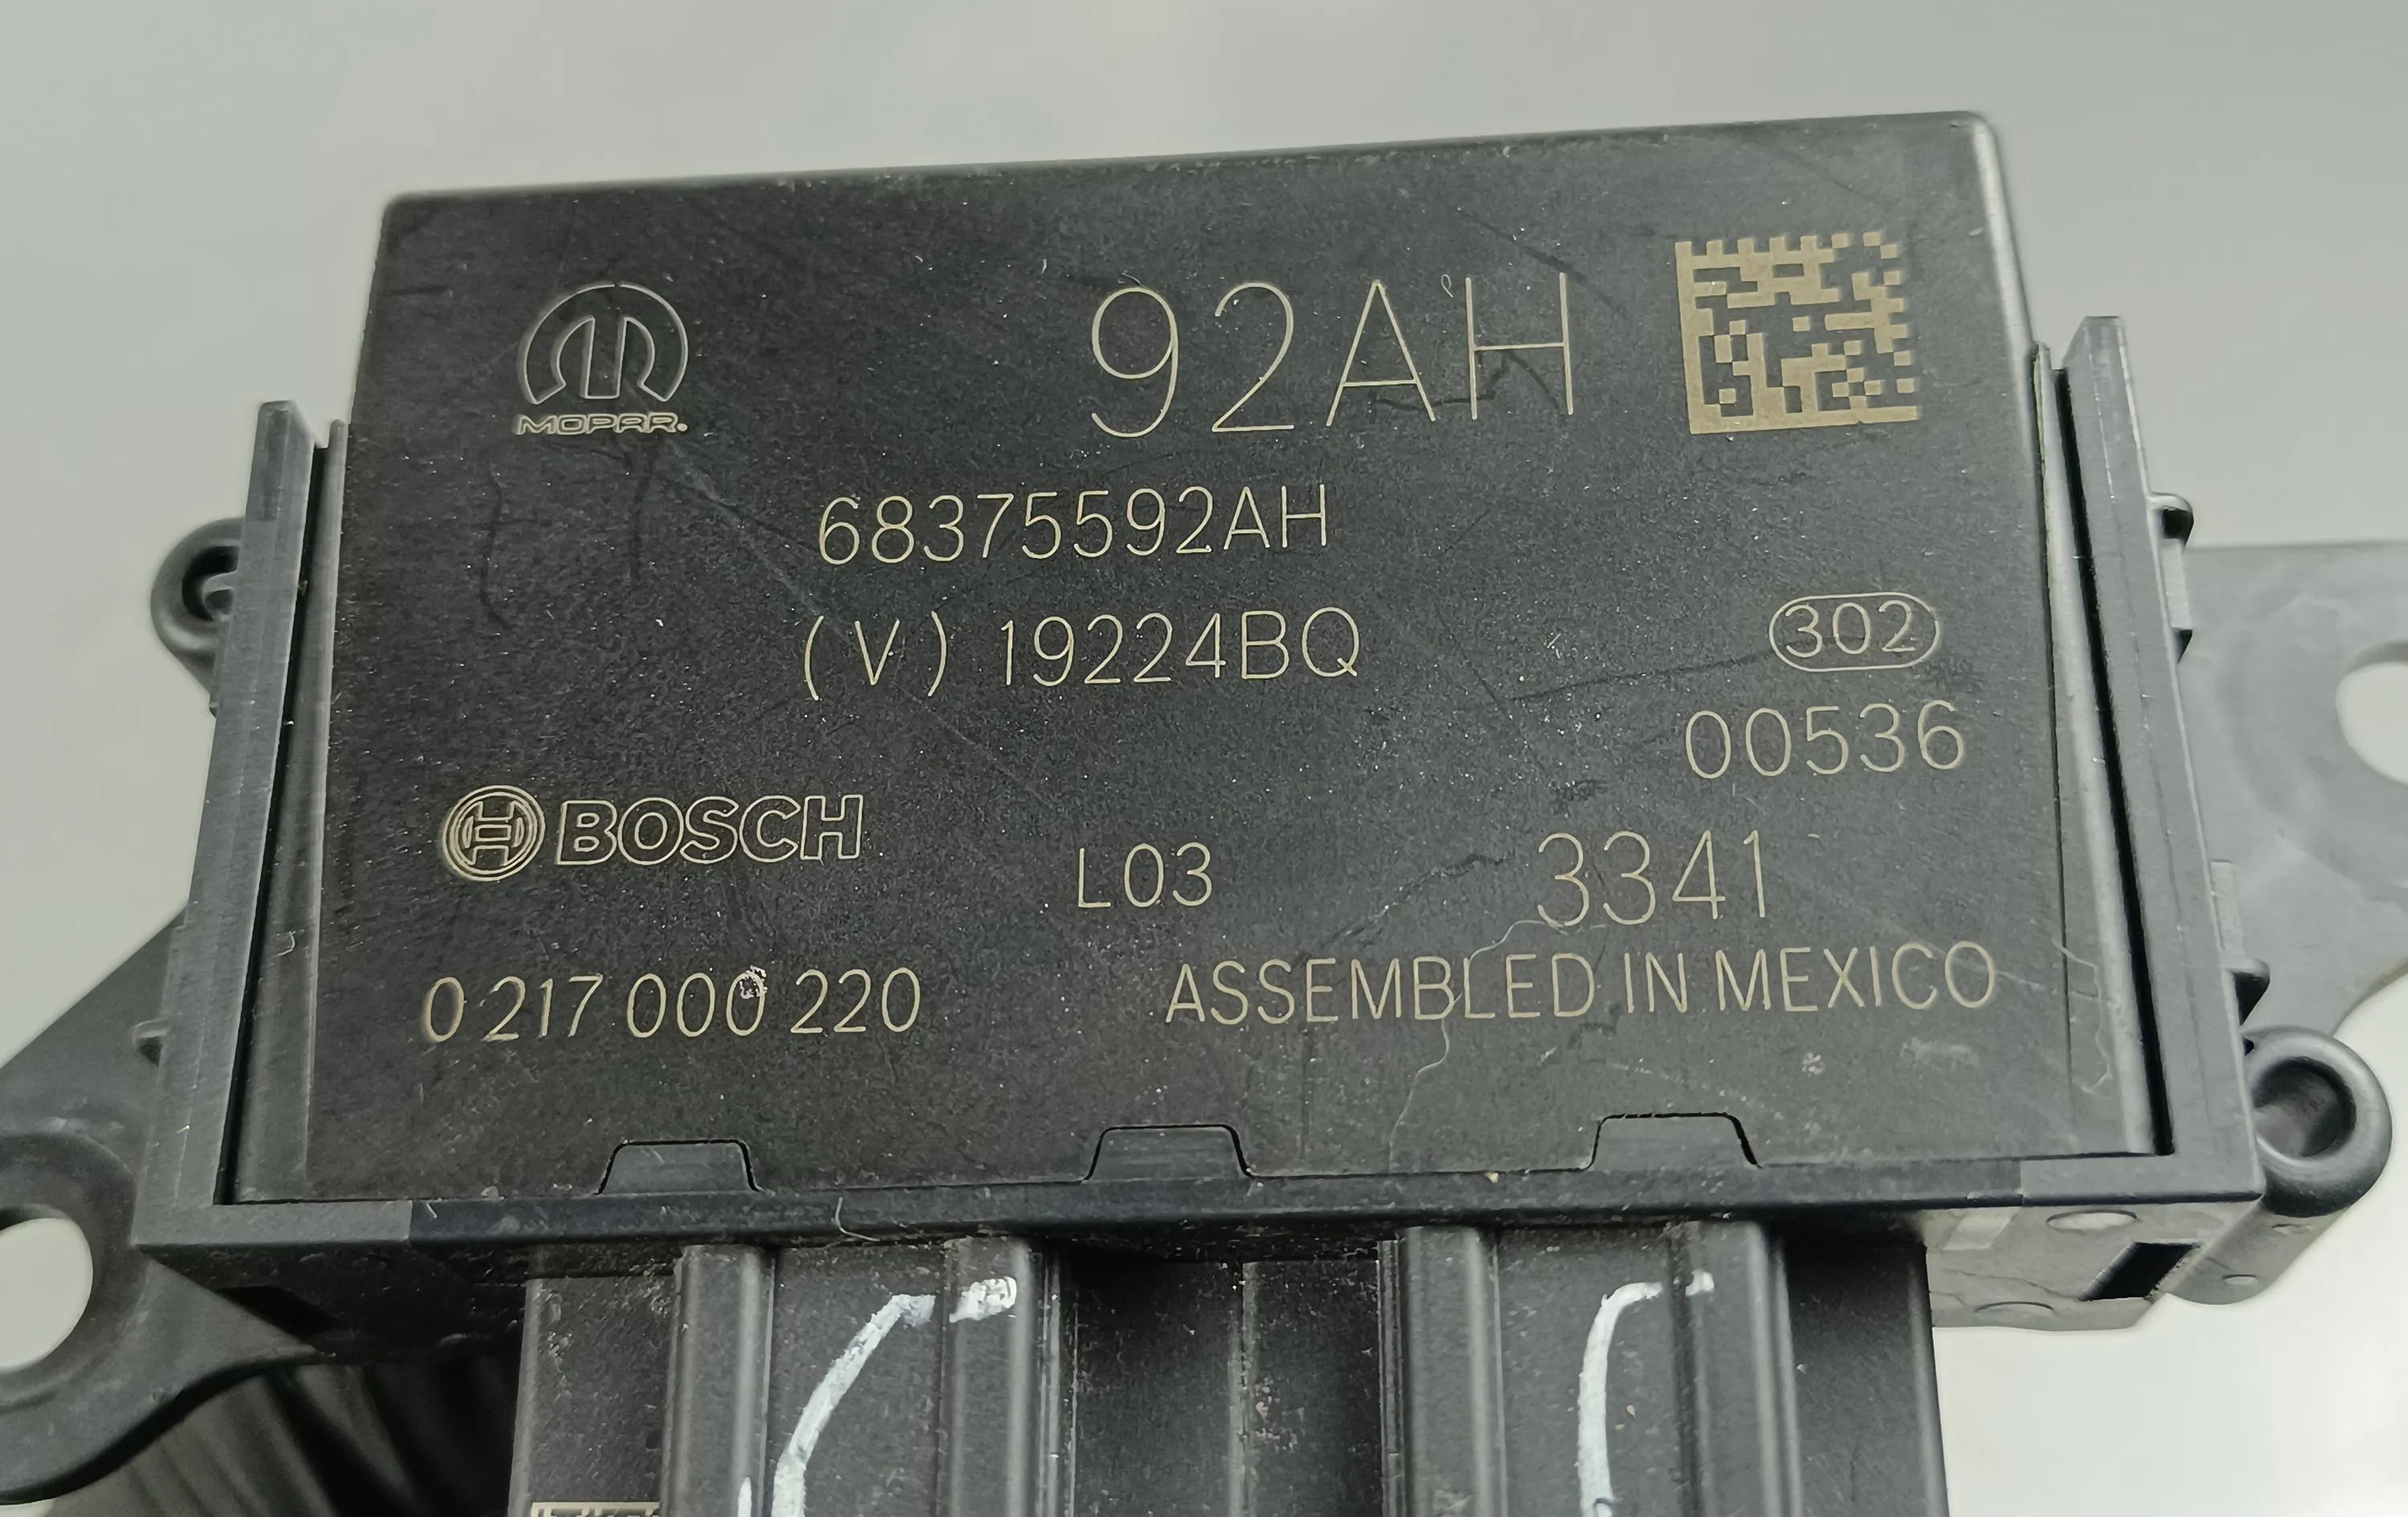 MOPAR.
92AH
68375592AH
(V) 19224BQ
302
00536
BOSCH
L03
3341
0 217 000 220
ASSEMBLED IN MEXICO